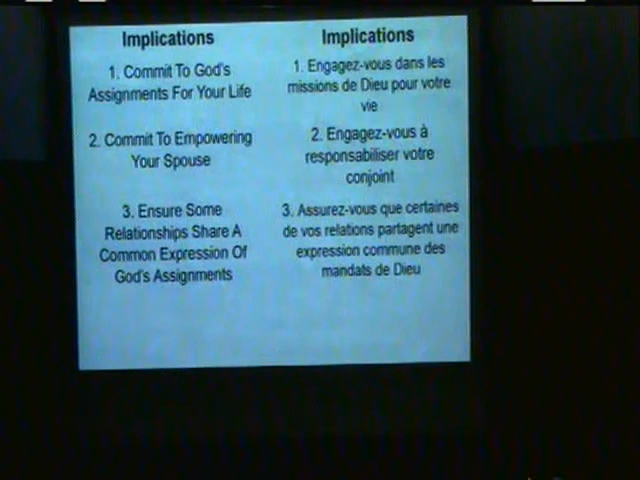 Implications
1. Commit To God's
Assignments For Your Life
2. Commit To Empowering
Your Spouse
3. Ensure Some
Relationships Share A
Common Expression Of
God's Assignments
Implications
1. Engagez-vous dans les
missions de Dieu pour votre
vie
2. Engagez-vous à
responsabiliser votre
conjoint
3. Assurez-vous que certaines
de vos relations partagent une
expression commune des
mandats de Dieu